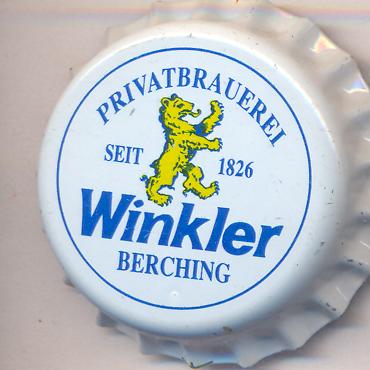 PRIVATBRAUEREI
SEIT 1826
Winkler
BERCHING